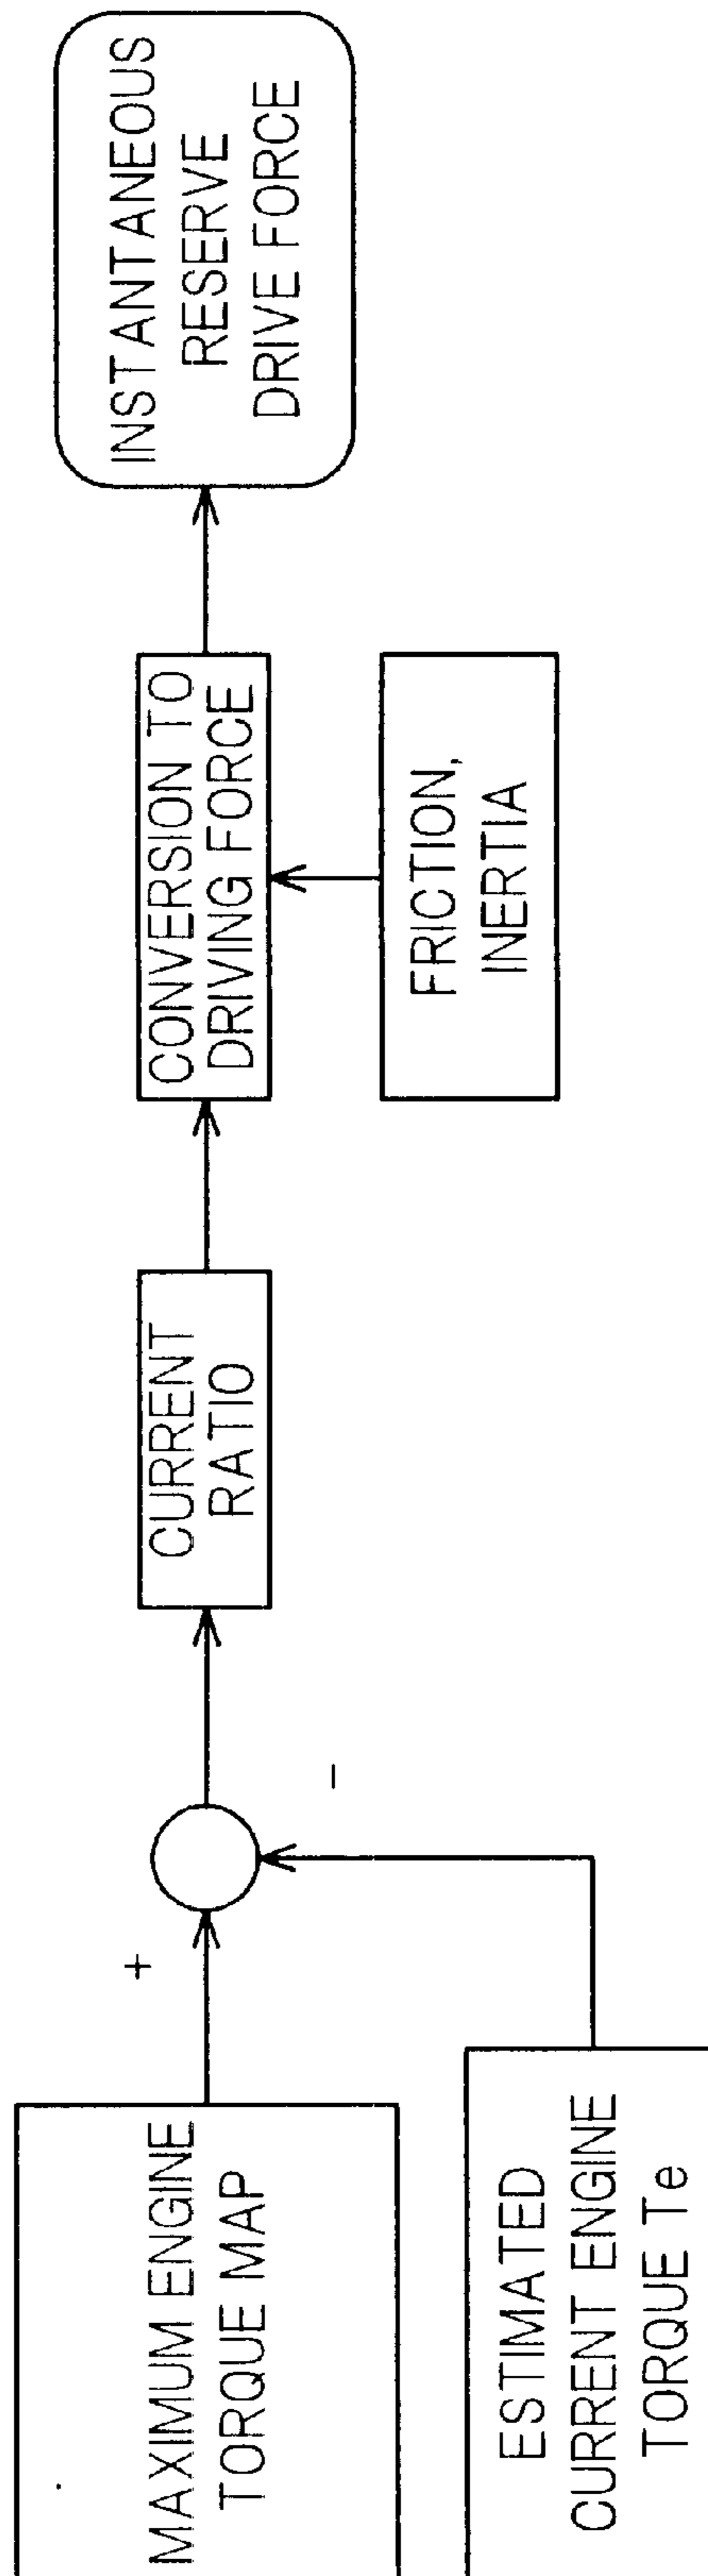 MAXIMUM ENGINE
TORQUE MAP
+
-
ESTIMATED
CURRENT ENGINE
TORQUE Te
CURRENT
RATIO
CONVERSION TO
DRIVING FORCE
FRICTION,
INERTIA
INSTANTANEOUS
RESERVE
DRIVE FORCE